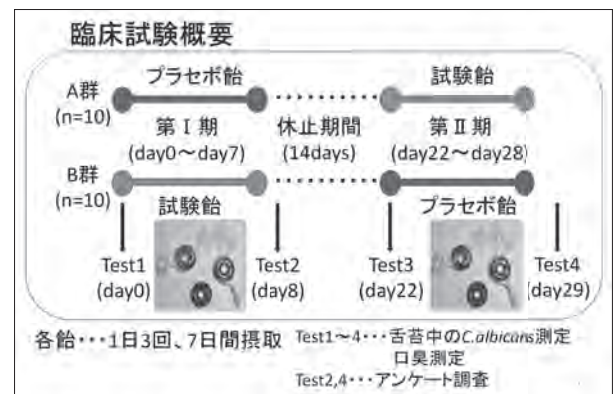 臨床試験概要
プラセボ飴 試験飴
A群
(n=10)
第Ⅰ期 休止期間 第Ⅱ期
(day0～day7) (14days) (day22～day28)
B群
(n=10)
試験飴 プラセボ飴
Test1 Test2 Test3 Test4
(day0) (day8) (day22) (day29)
各飴・・・1日3回、7日間摂取
Test1～4・・・舌苔中のC.albicans測定
口臭測定
Test2,4・・・アンケート調査